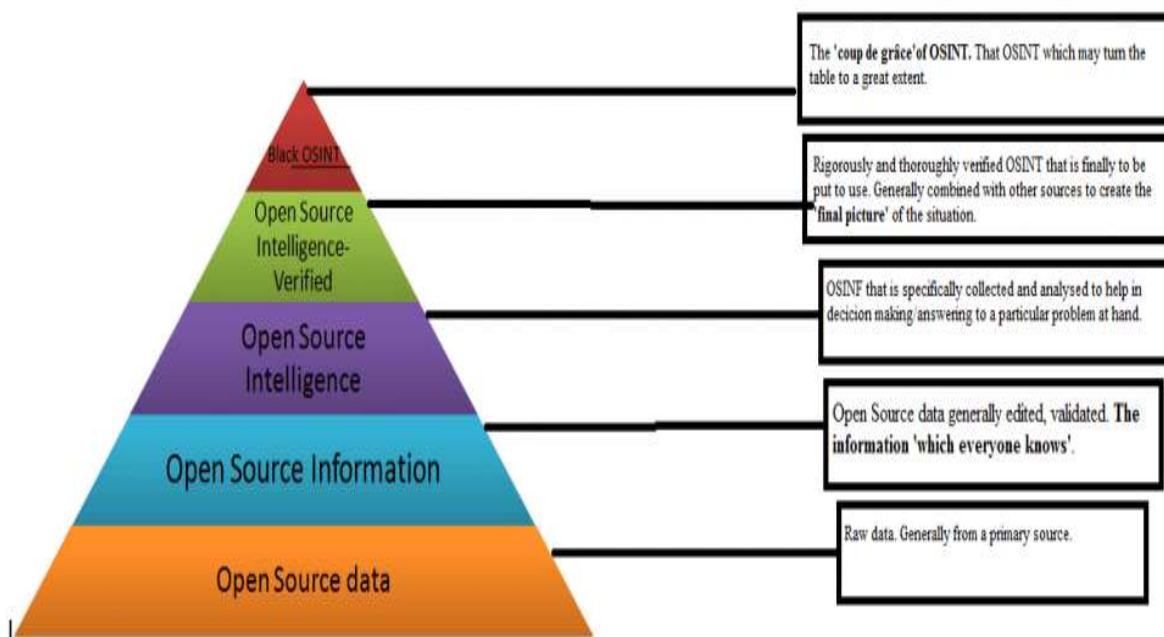 The 'coup de grâce'of OSINT. That OSINT which may turn the
table to a great extent.
Black OSINT
Rigorously and thoroughly verified OSINT that is finally to be
put to use. Generally combined with other sources to create the
'final picture' of the situation.
Open Source
Intelligence-
Verified
OSINF that is specifically collected and analysed to help in
decision making/answering to a particular problem at hand.
Open Source
Intelligence
Open Source data generally edited, validated. The
information 'which everyone knows'.
Open Source Information
Raw data. Generally from a primary source.
Open Source data